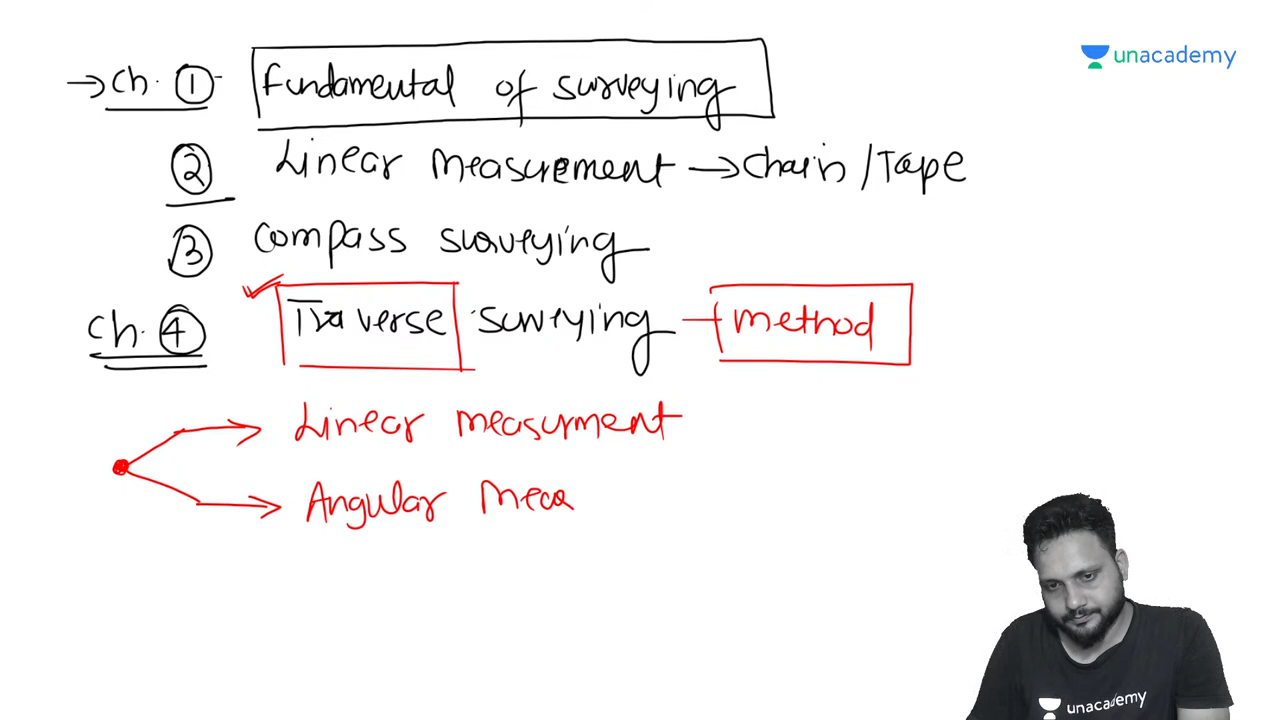 unacademy
→ Ch. ① Fundamental of surveying
② Linear measurement → Chain/Tape
③ Compass surveying
Ch. ④ Traverse surveying - method
Linear measurment
Angular Mea
unacademy